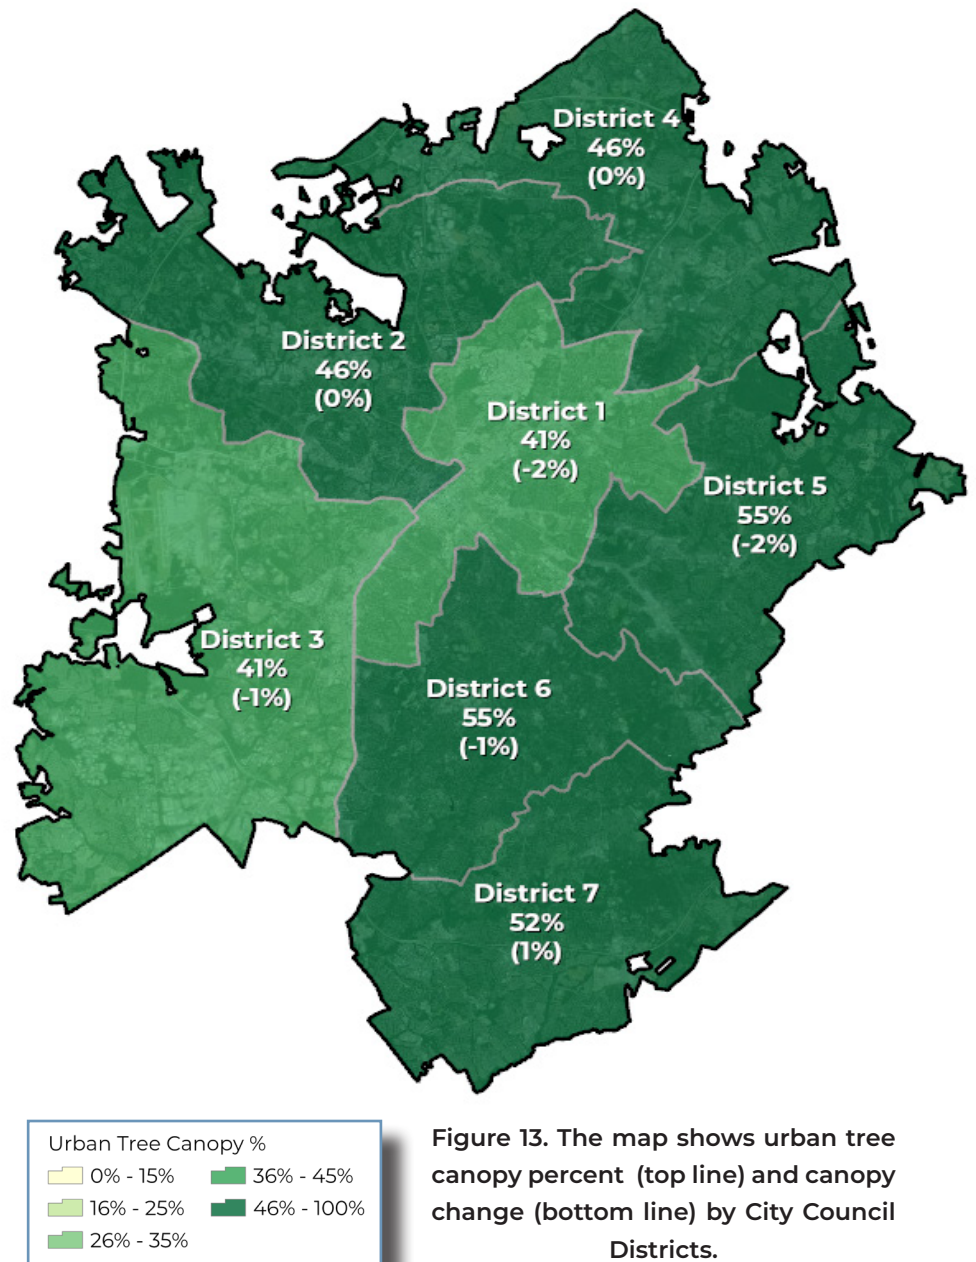 District 4
46%
(0%)
District 2
46%
(0%)
District 1
41%
(-2%)
District 5
55%
(-2%)
District 3
41%
(-1%)
District 6
55%
(-1%)
District 7
52%
(1%)
Urban Tree Canopy %
0% - 15%
16% - 25%
26% - 35%
36% - 45%
46% - 100%
Figure 13. The map shows urban tree
canopy percent (top line) and canopy
change (bottom line) by City Council
Districts.